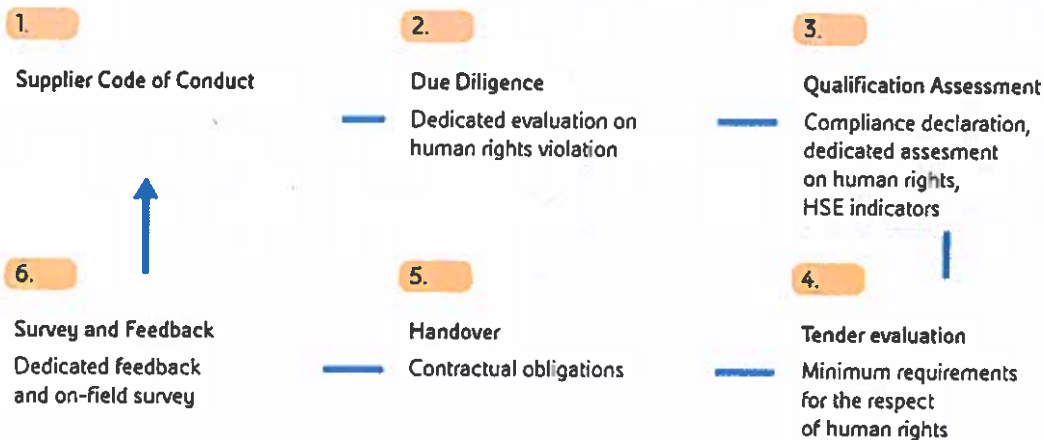 1.
Supplier Code of Conduct
2.
Due Diligence
Dedicated evaluation on
human rights violation
3.
Qualification Assessment
Compliance declaration,
dedicated assesment
on human rights,
HSE indicators
4.
Tender evaluation
Minimum requirements
for the respect
of human rights
5.
Handover
Contractual obligations
6.
Survey and Feedback
Dedicated feedback
and on-field survey